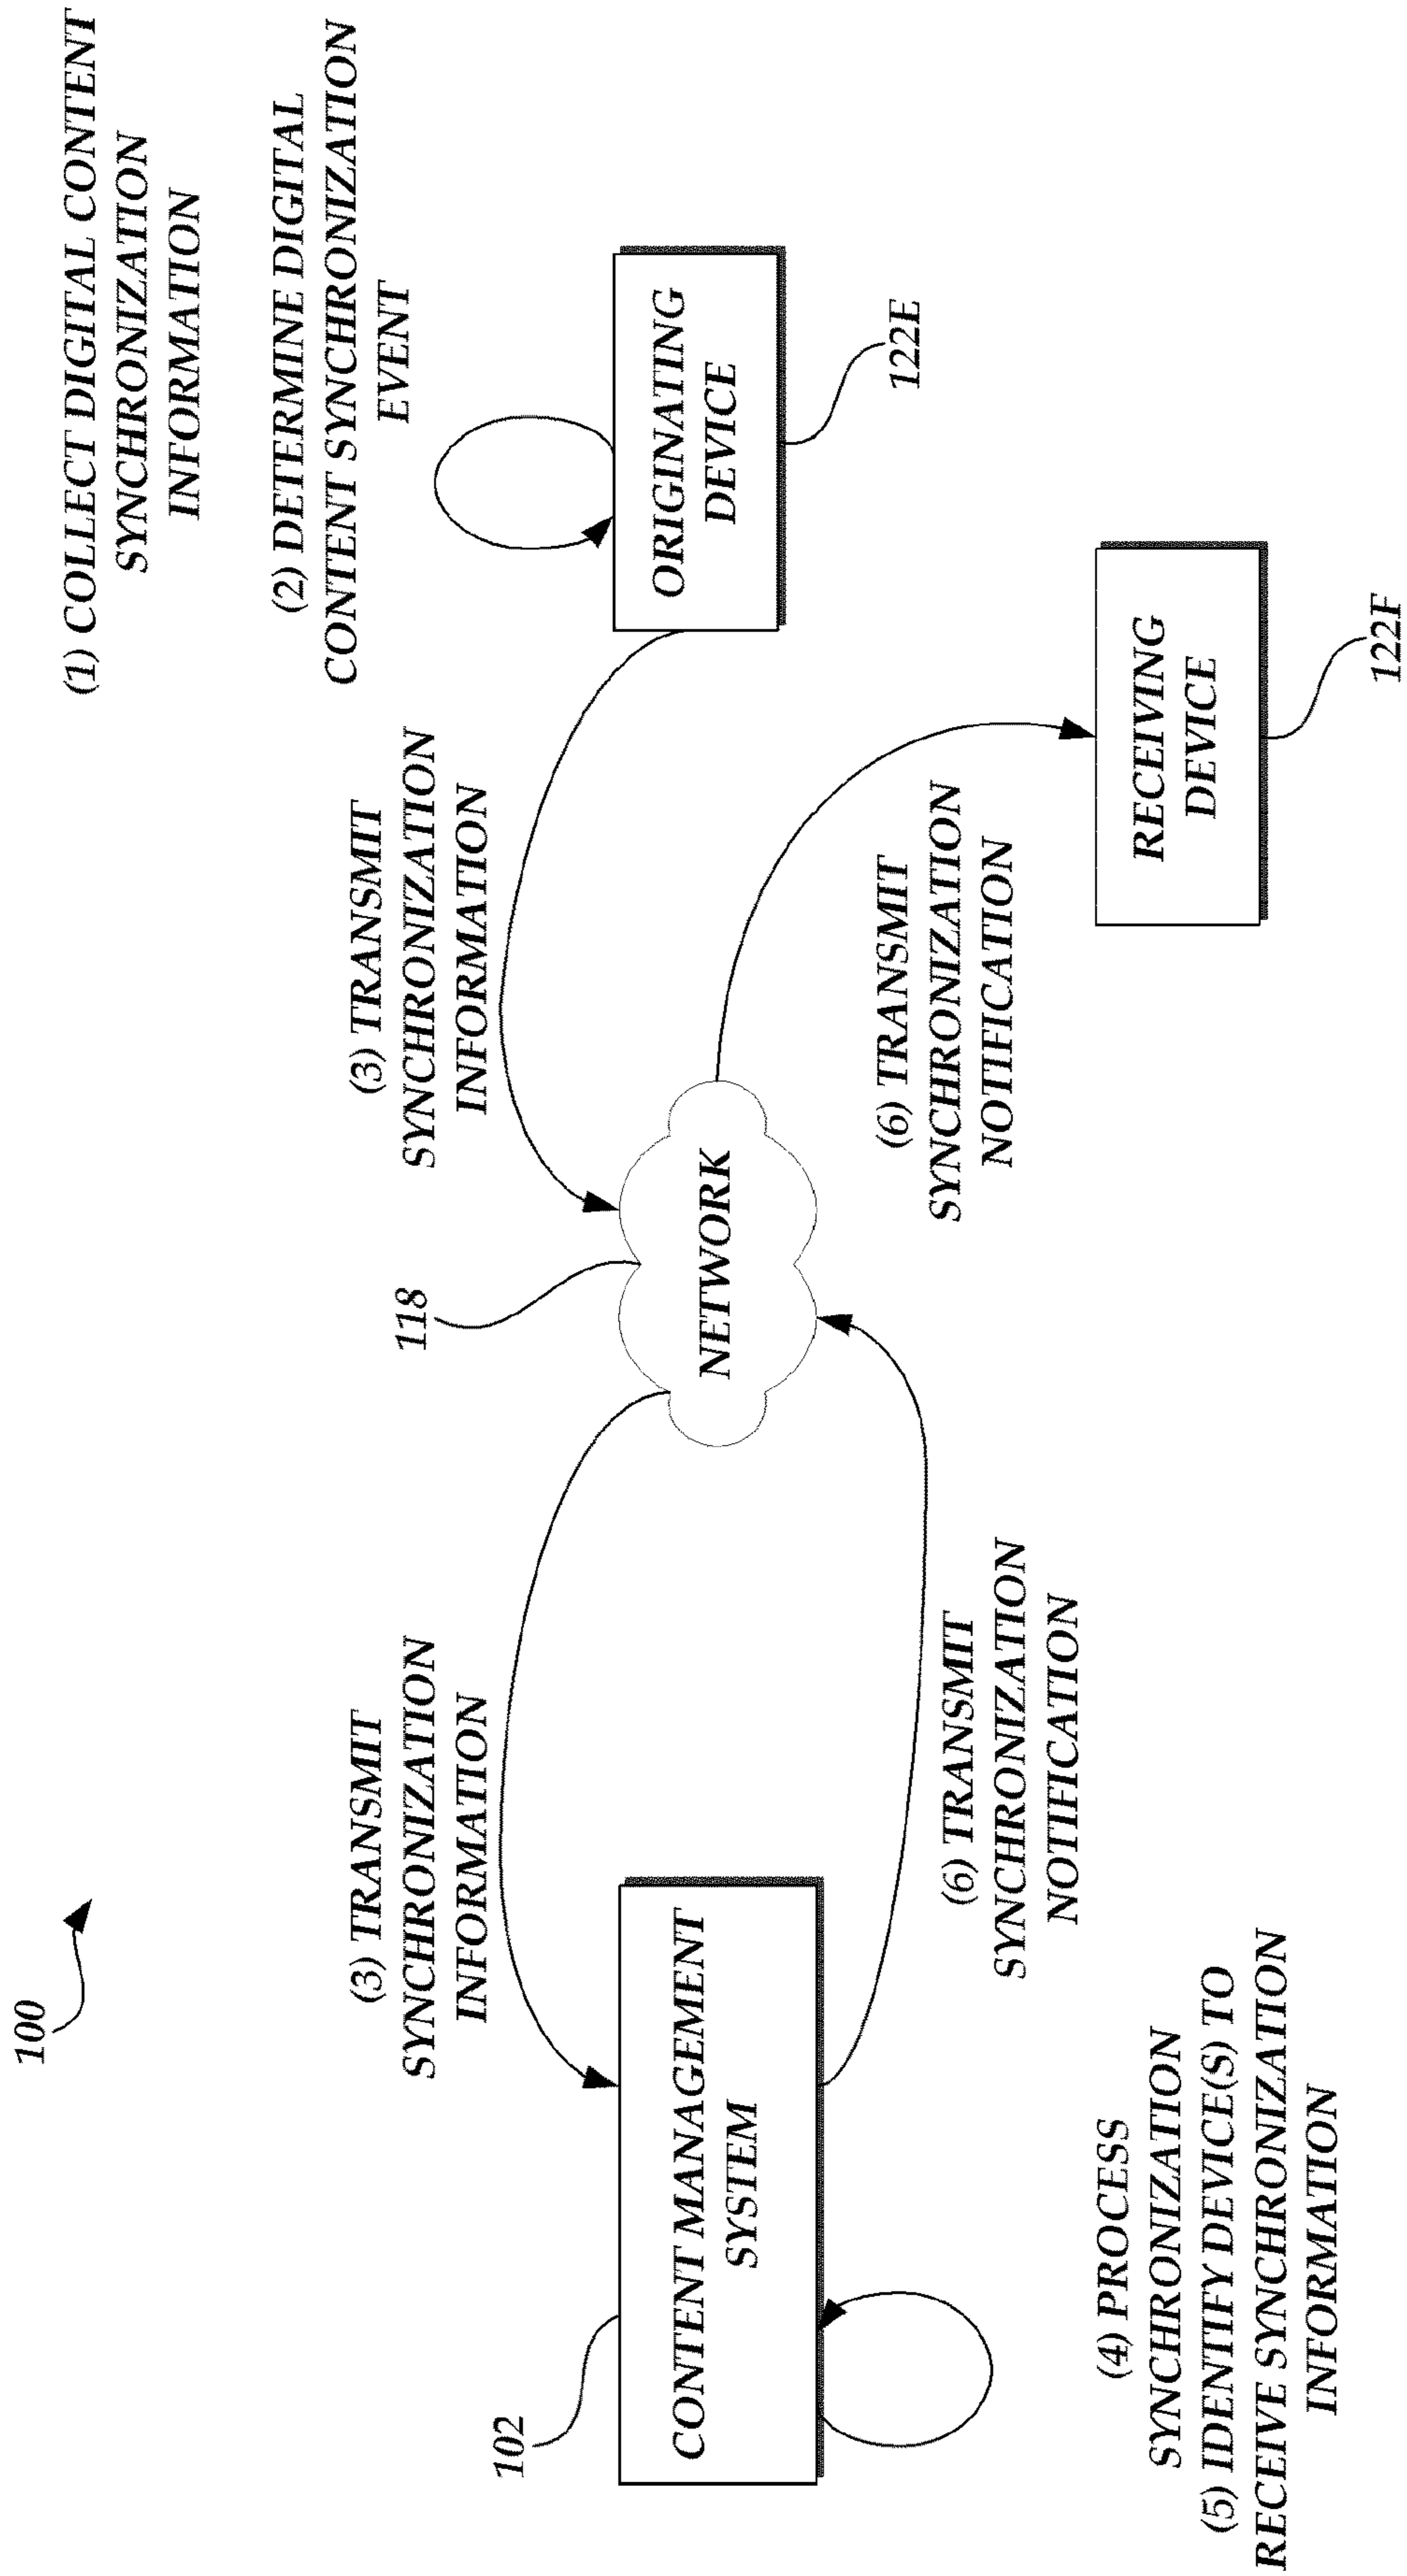 100
(1) COLLECT DIGITAL CONTENT
SYNCHRONIZATION
INFORMATION
(2) DETERMINE DIGITAL
CONTENT SYNCHRONIZATION
EVENT
(3) TRANSMIT
SYNCHRONIZATION
INFORMATION
118
(3) TRANSMIT
SYNCHRONIZATION
INFORMATION
102
CONTENT MANAGEMENT
SYSTEM
NETWORK
ORIGINATING
DEVICE
122E
(6) TRANSMIT
SYNCHRONIZATION
NOTIFICATION
(6) TRANSMIT
SYNCHRONIZATION
NOTIFICATION
RECEIVING
DEVICE
122F
(4) PROCESS
SYNCHRONIZATION
(5) IDENTIFY DEVICE(S) TO
RECEIVE SYNCHRONIZATION
INFORMATION